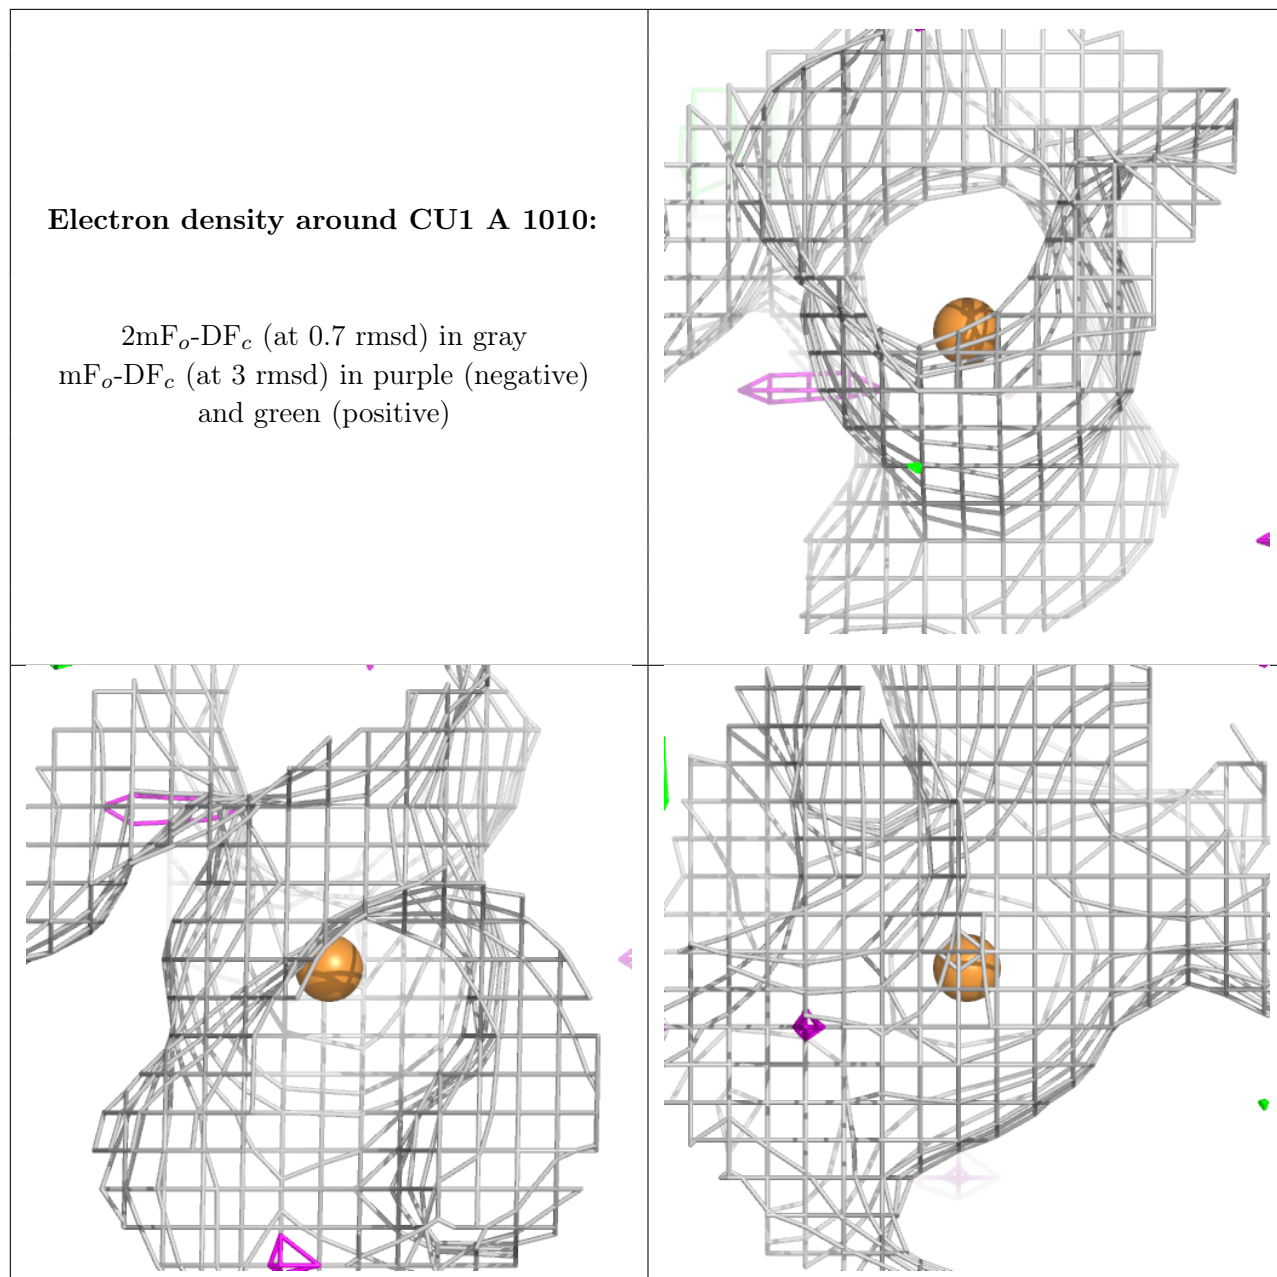 Electron density around CU1 A 1010:
2mFo-DFc (at 0.7 rmsd) in gray
mFo-DFc (at 3 rmsd) in purple (negative)
and green (positive)